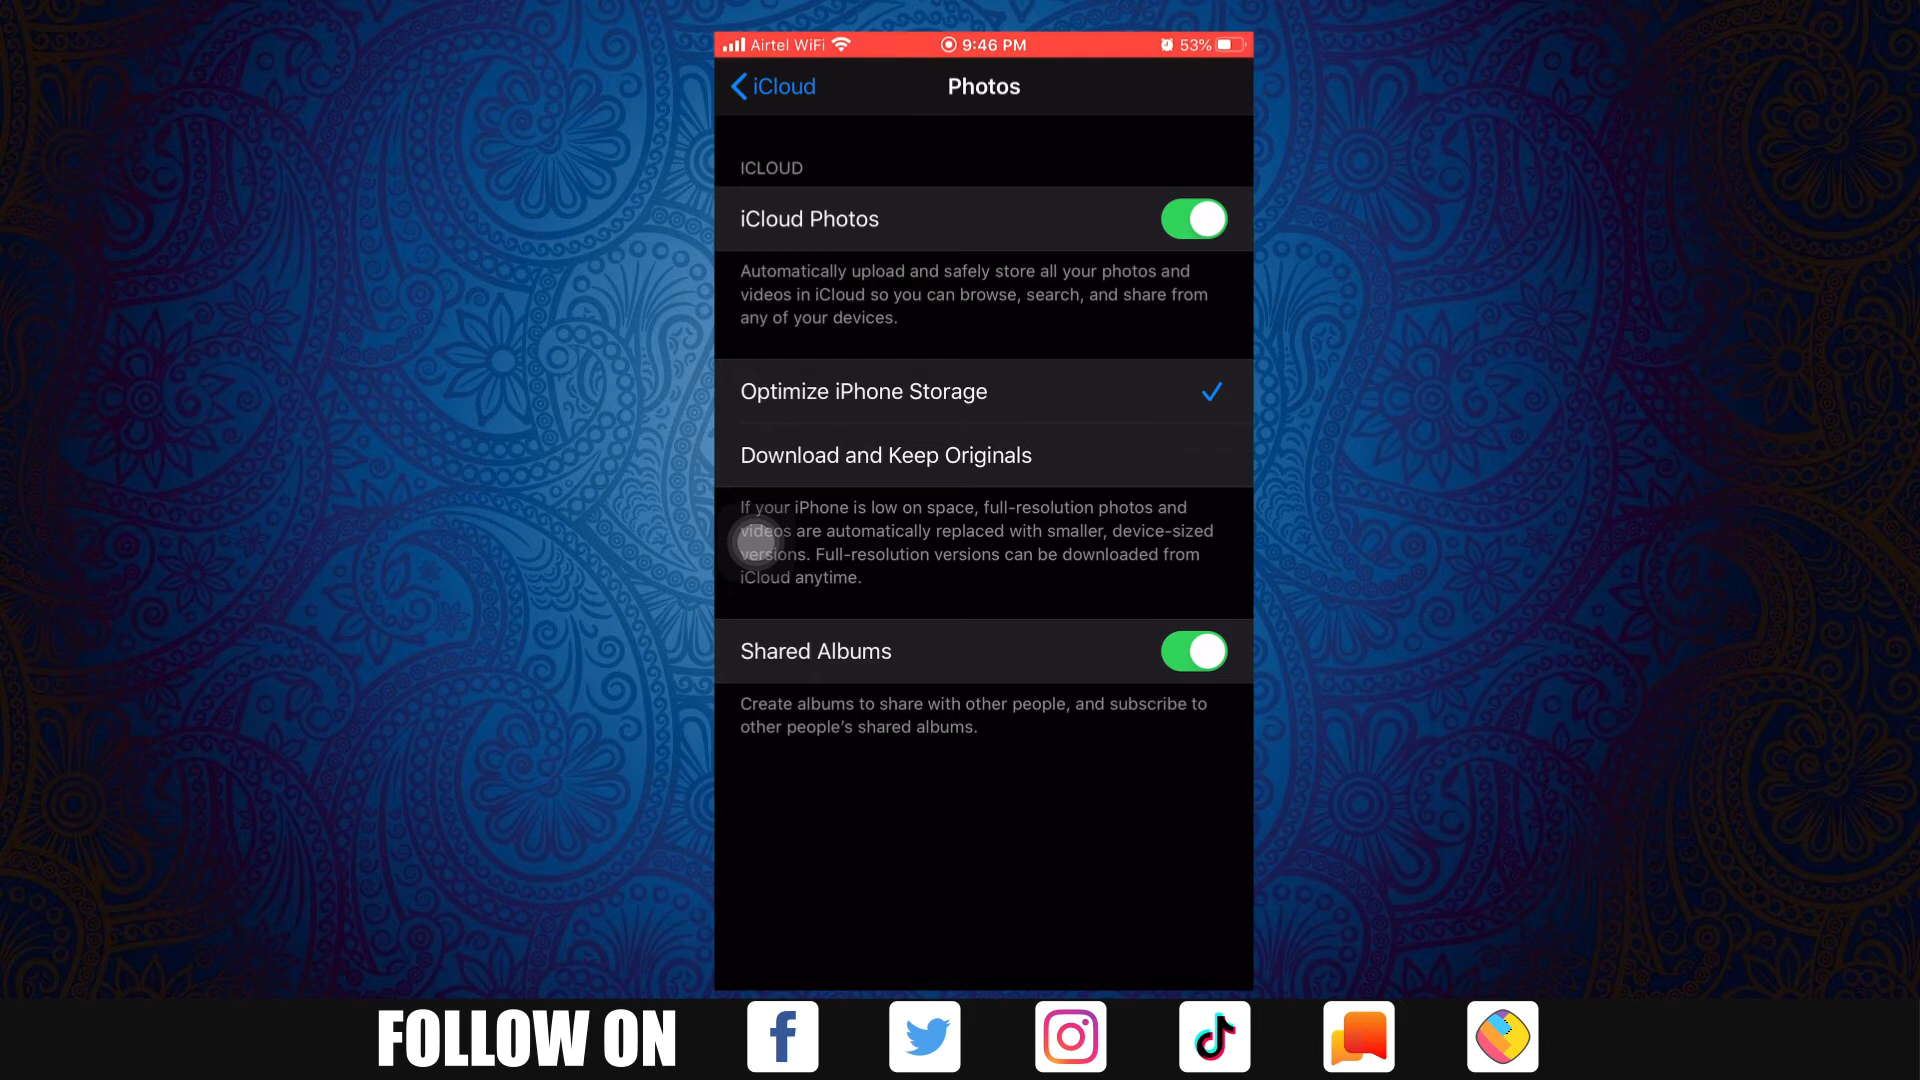 Airtel WiFi 9:46 PM 53%
iCloud Photos
ICLOUD
iCloud Photos
Automatically upload and safely store all your photos and
videos in iCloud so you can browse, search, and share from
any of your devices.
Optimize iPhone Storage
Download and Keep Originals
If your iPhone is low on space, full-resolution photos and
videos are automatically replaced with smaller, device-sized
versions. Full-resolution versions can be downloaded from
iCloud anytime.
Shared Albums
Create albums to share with other people, and subscribe to
other people’s shared albums.
FOLLOW ON